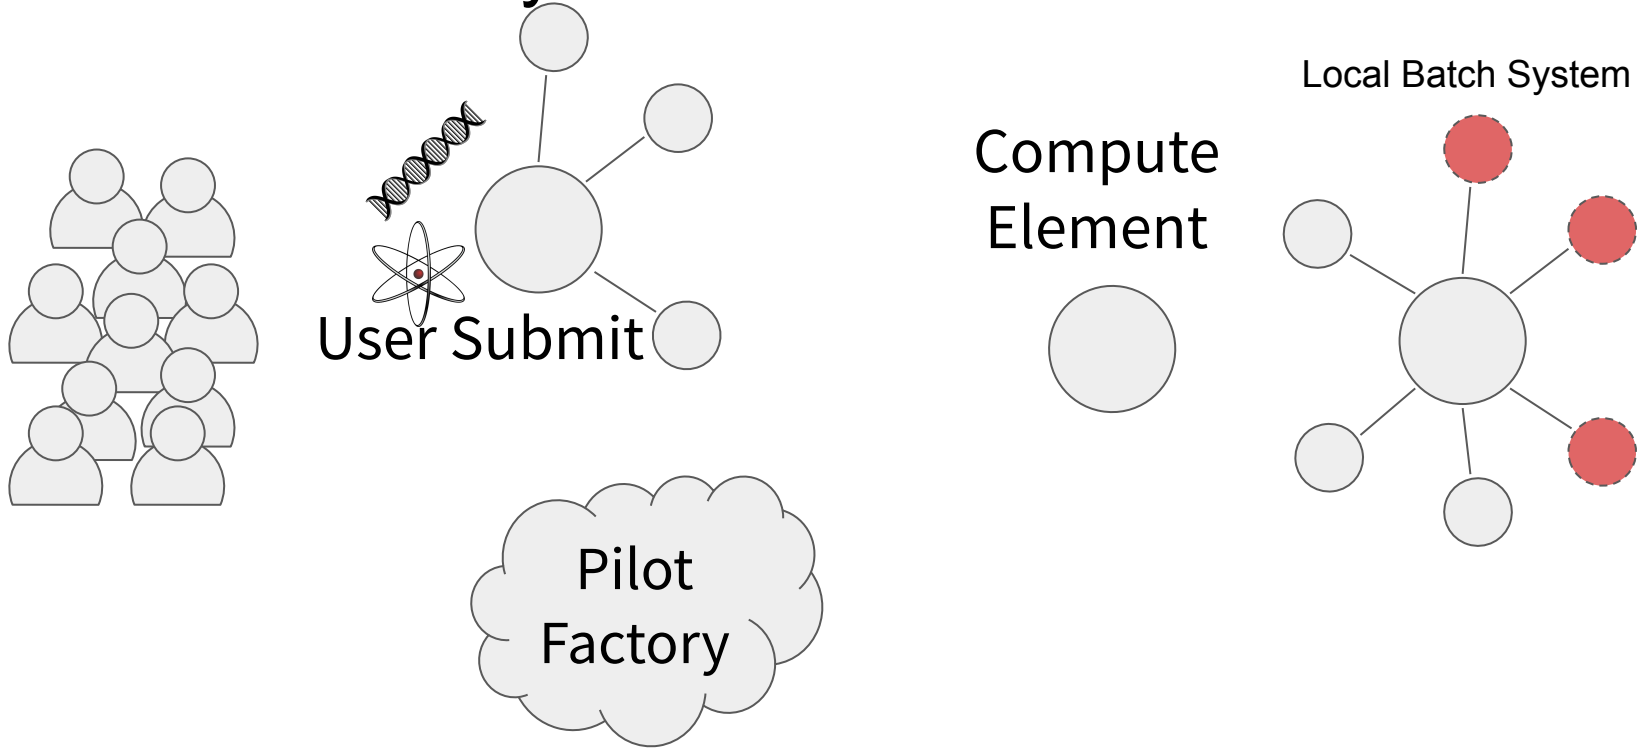 Local Batch System
Compute
Element
User Submit
Pilot
Factory